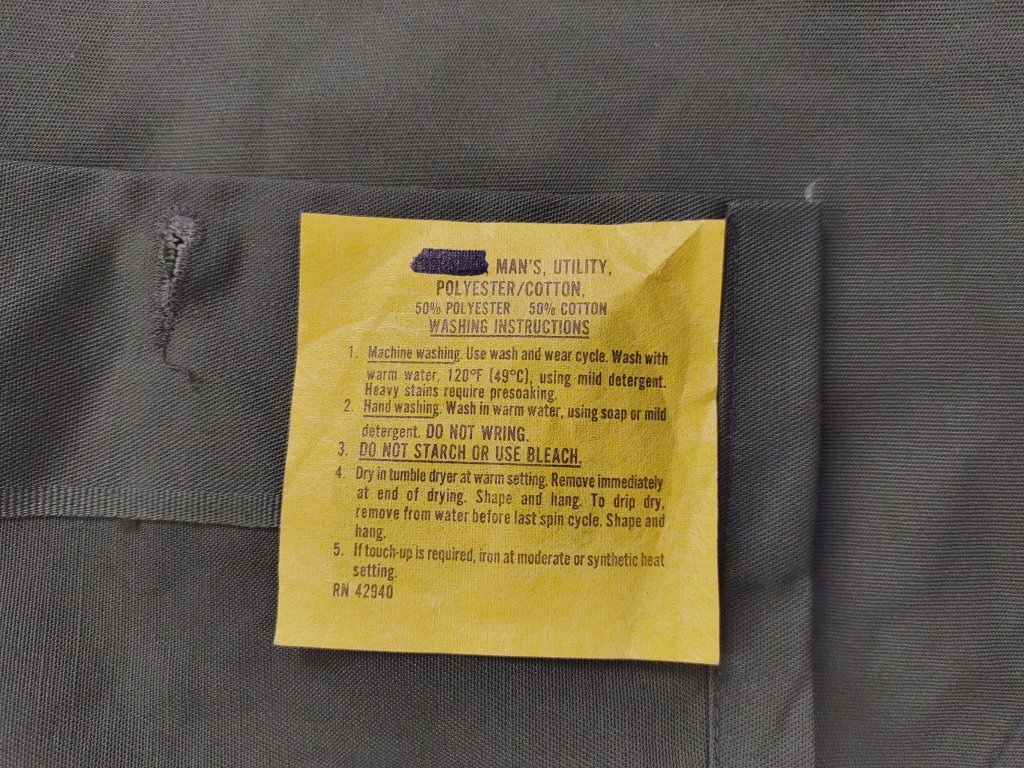 , MAN'S, UTILITY,
POLYESTER/COTTON,
50% POLYESTER 50% COTTON
WASHING INSTRUCTIONS
1. Machine washing. Use wash and wear cycle. Wash with
warm water, 120°F (49°C), using mild detergent.
Heavy stains require presoaking.
2. Hand washing. Wash in warm water, using soap or mild
detergent. DO NOT WRING.
3. DO NOT STARCH OR USE BLEACH.
4. Dry in tumble dryer at warm setting. Remove immediately
at end of drying. Shape and hang. To drip dry,
remove from water before last spin cycle. Shape and
hang.
5. If touch-up is required, iron at moderate or synthetic heat
setting.
RN 42940